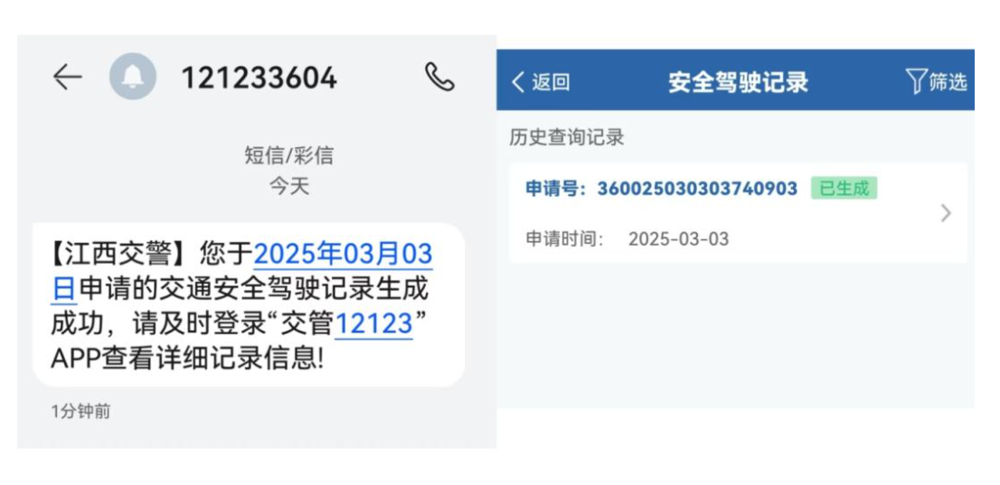 121233604
短信/彩信
今天
【江西交警】您于2025年03月03
日申请的交通安全驾驶记录生成
成功，请及时登录“交管12123”
APP查看详细记录信息!
1分钟前
返回
安全驾驶记录
筛选
历史查询记录
申请号：360025030303740903 已生成
申请时间： 2025-03-03